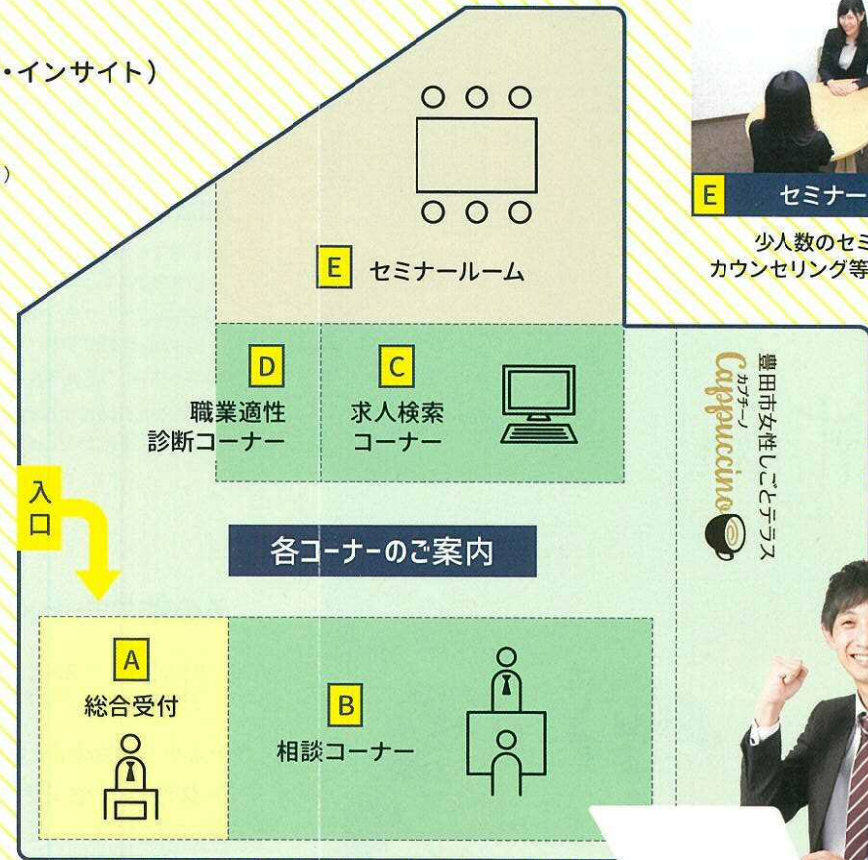 ・インサイト）
）
E セミナー
少人数のセミ
カウンセリング等
E セミナールーム
D
職業適性
診断コーナー
C
求人検索
コーナー
入口
各コーナーのご案内
豊田市女性しごとテラス
カプチーノ
Cappuccino
A
総合受付
B
相談コーナー